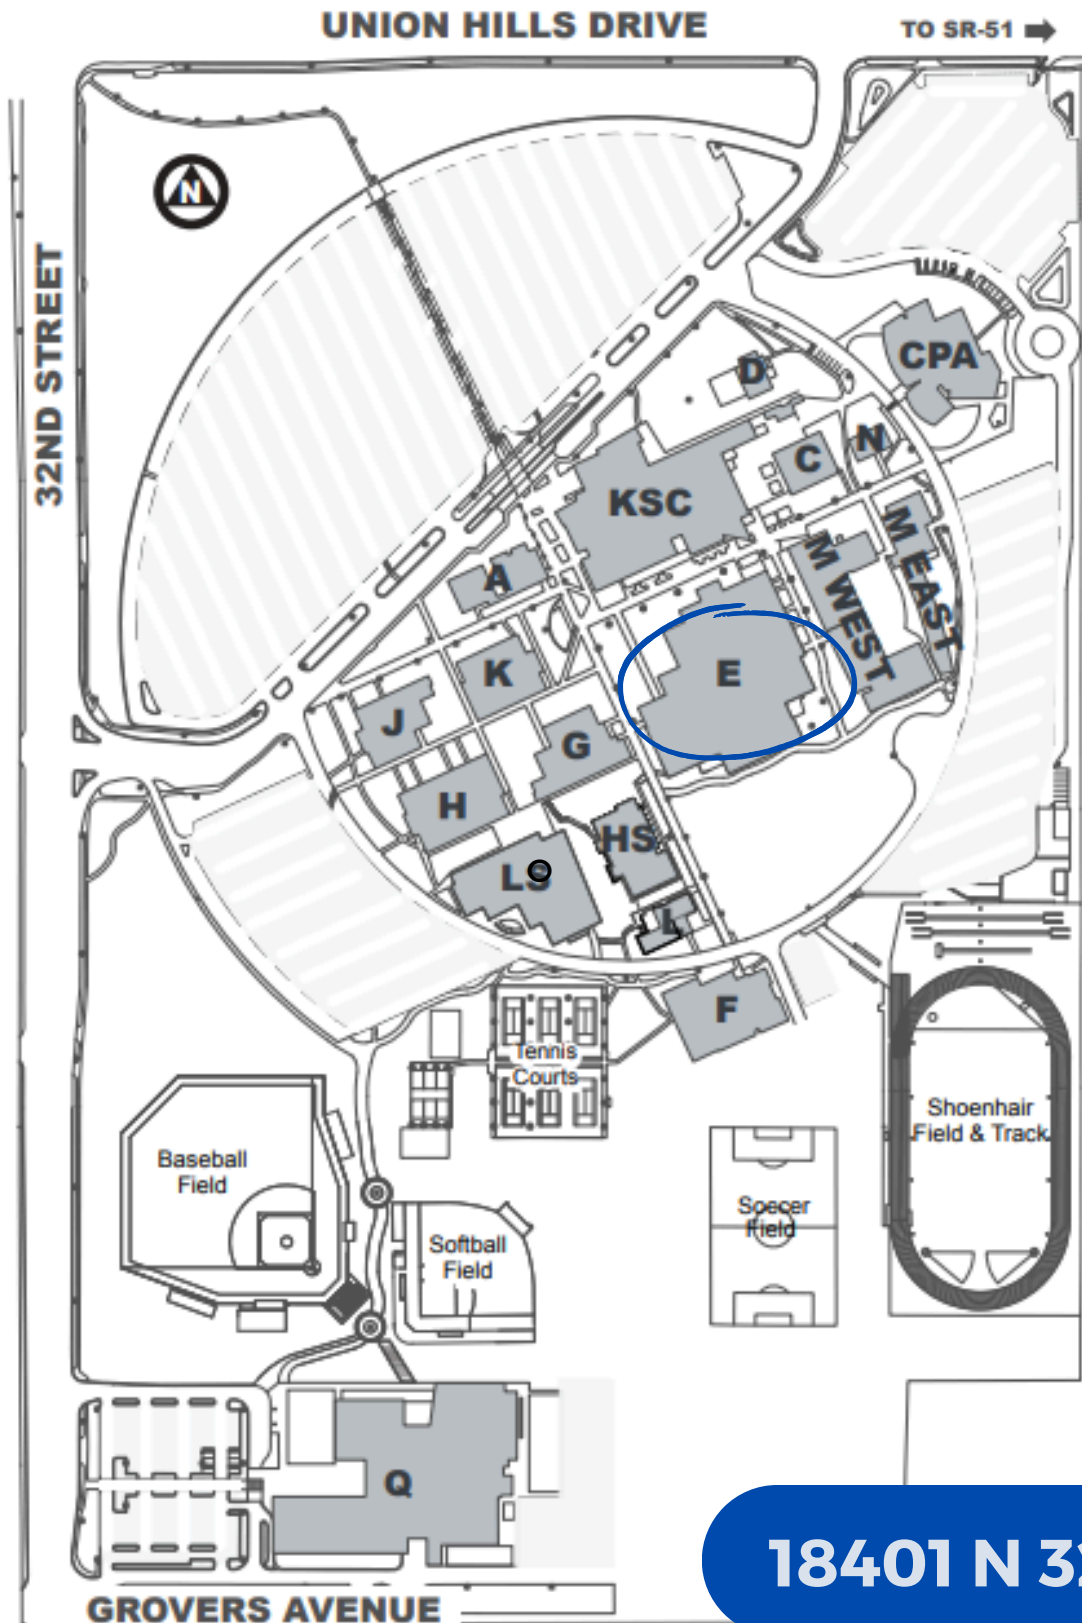 UNION HILLS DRIVE
TO SR-51
N
32ND STREET
CPA
D
N
C
KSC
M EAST
M WEST
A
E
K
J
G
H
HS
LS
L
F
Tennis
Courts
Shoenhair
Field & Track
Baseball
Field
Soccer
Field
Softball
Field
Q
18401 N 32
GROVERS AVENUE